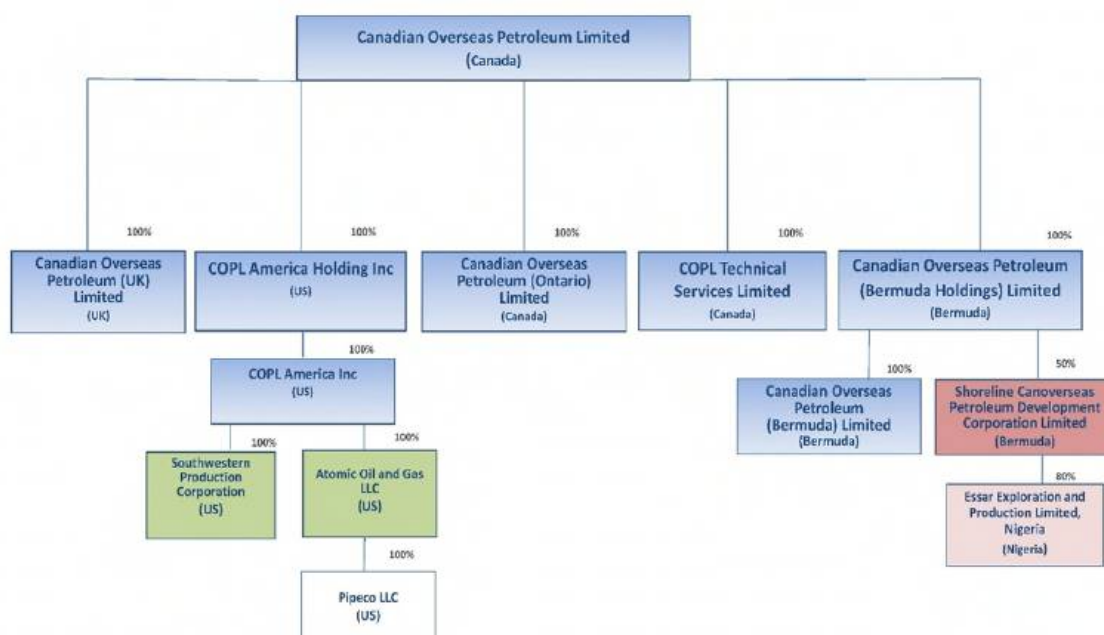 Canadian Overseas Petroleum Limited
(Canada)
100%
100%
100%
100%
100%
Canadian Overseas
Petroleum (UK)
Limited
(UK)
COPL America Holding Inc
(US)
Canadian Overseas
Petroleum (Ontario)
Limited
(Canada)
COPL Technical
Services Limited
(Canada)
Canadian Overseas Petroleum
(Bermuda Holdings) Limited
(Bermuda)
100%
COPL America Inc
(US)
100%
Canadian Overseas
Petroleum
(Bermuda) Limited
(Bermuda)
50%
Shoreline Canoverseas
Petroleum Development
Corporation Limited
(Bermuda)
100%
Southwestern
Production
Corporation
(US)
100%
Atomic Oil and Gas
LLC
(US)
80%
Essar Exploration and
Production Limited,
Nigeria
(Nigeria)
100%
Pipeco LLC
(US)